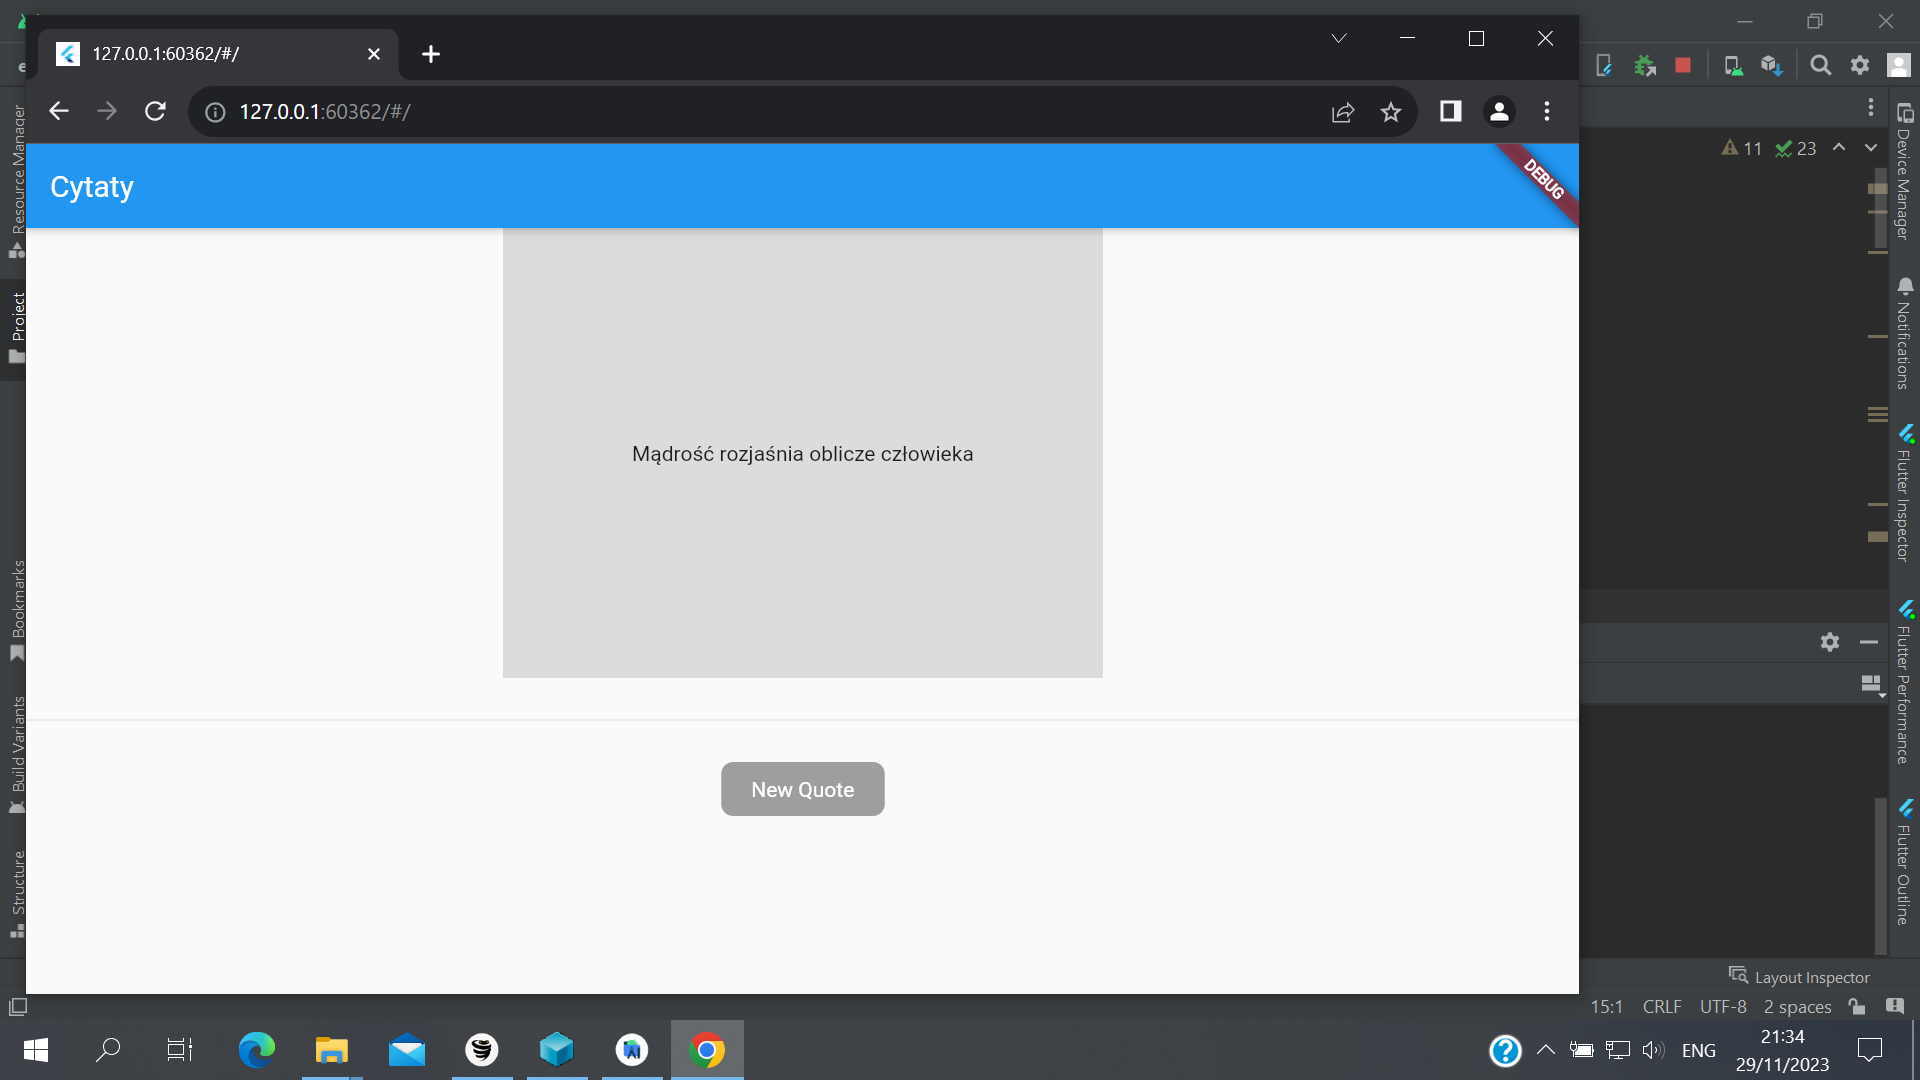 127.0.0.1:60362/#/
127.0.0.1:60362/#/
Cytaty
DEBUG
Mądrość rozjaśnia oblicze człowieka
New Quote
Resource Manager
Project
Bookmarks
Build Variants
Structure
11 23
Device Manager
Notifications
Flutter Inspector
Flutter Performance
Flutter Outline
Layout Inspector
15:1 CRLF UTF-8 2 spaces
ENG
21:34
29/11/2023